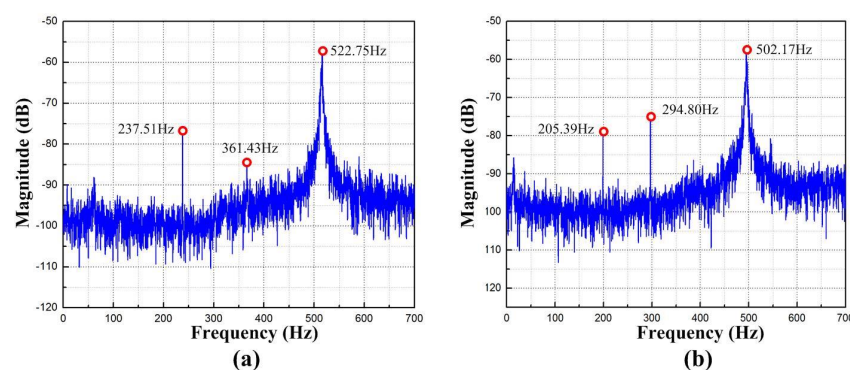 -50
-60
-70
-80
-90
-100
-110
-120
Magnitude (dB)
522.75Hz
237.51Hz
361.43Hz
0 100 200 300 400 500 600 700
Frequency (Hz)
(a)
-50
-60
-70
-80
-90
100
110
120
Magnitude (dB)
502.17Hz
294.80Hz
205.39Hz
0 100 200 300 400 500 600 700
Frequency (Hz)
(b)